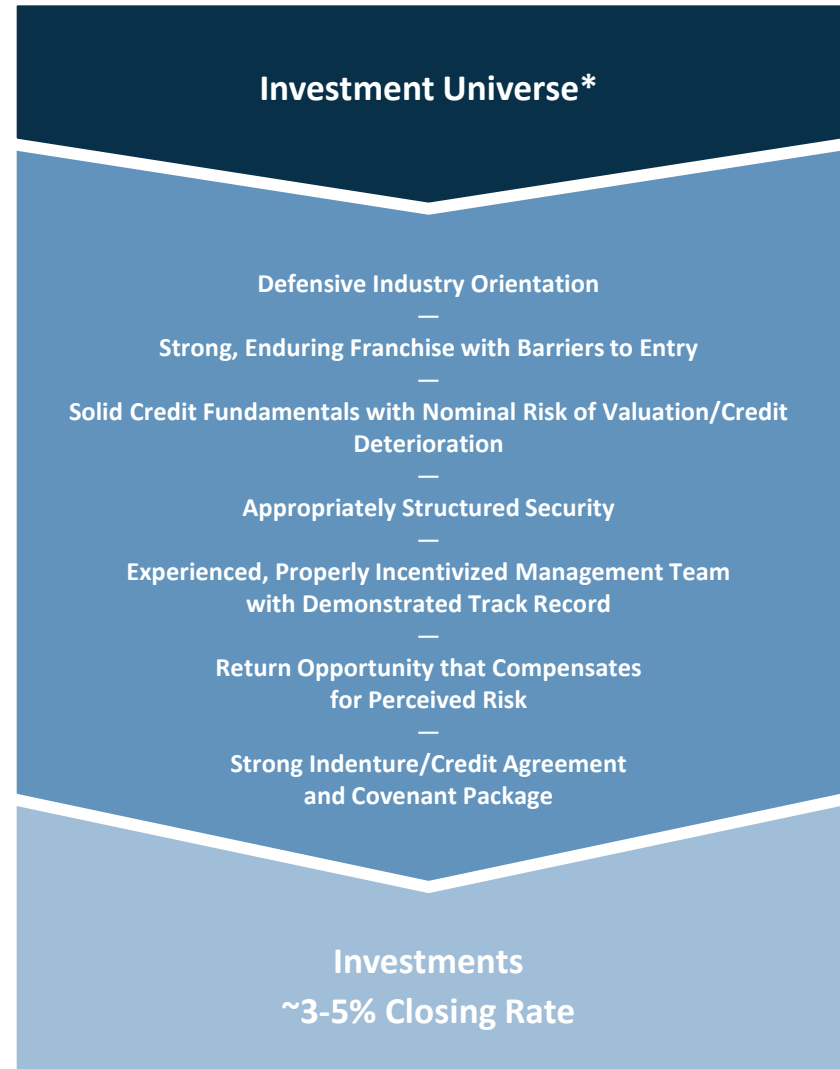 Investment Universe*
Defensive Industry Orientation
—
Strong, Enduring Franchise with Barriers to Entry
—
Solid Credit Fundamentals with Nominal Risk of Valuation/Credit
Deterioration
—
Appropriately Structured Security
—
Experienced, Properly Incentivized Management Team
with Demonstrated Track Record
—
Return Opportunity that Compensates
for Perceived Risk
—
Strong Indenture/Credit Agreement
and Covenant Package
Investments
~3-5% Closing Rate